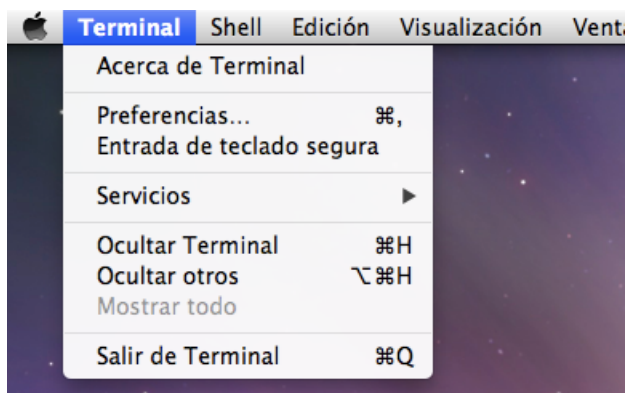 Terminal Shell Edición Visualización
Acerca de Terminal
Preferencias... ⌘,
Entrada de teclado segura
Servicios ▶
Ocultar Terminal ⌘H
Ocultar otros ⌥⌘H
Mostrar todo
Salir de Terminal ⌘Q